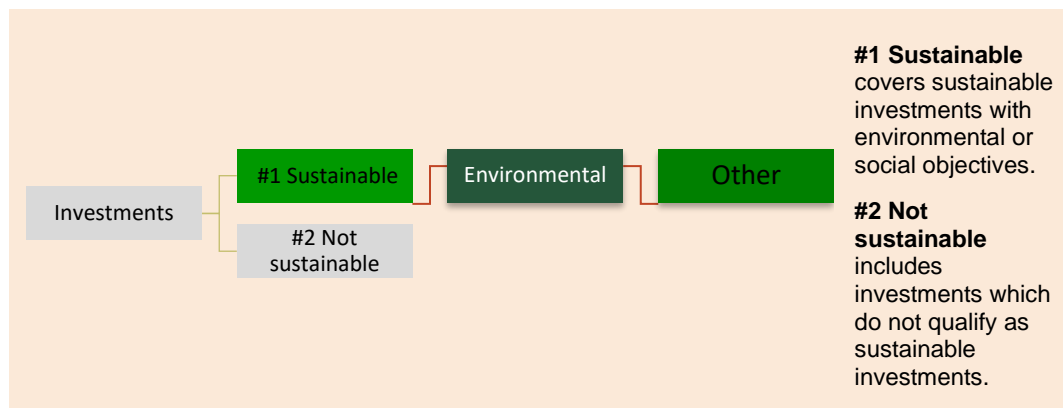 Investments
#1 Sustainable
#2 Not
sustainable
Environmental
Other
#1 Sustainable
covers sustainable
investments with
environmental or
social objectives.
#2 Not
sustainable
includes
investments which
do not qualify as
sustainable
investments.